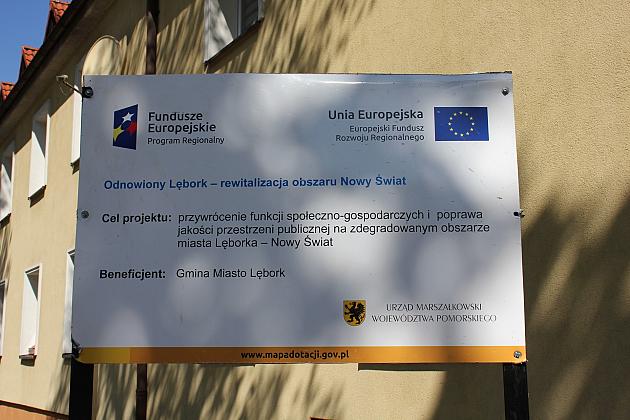 Fundusze
Europejskie
Program Regionalny
Unia Europejska
Europejski Fundusz
Rozwoju Regionalnego
Odnowiony Lębork – rewitalizacja obszaru Nowy Świat
Cel projektu: przywrócenie funkcji społeczno-gospodarczych i poprawa
jakości przestrzeni publicznej na zdegradowanym obszarze
miasta Lęborka – Nowy Świat
Beneficjent: Gmina Miasto Lębork
URZĄD MARSZAŁKOWSKI
WOJEWÓDZTWA POMORSKIEGO
www.mapadotacji.gov.pl